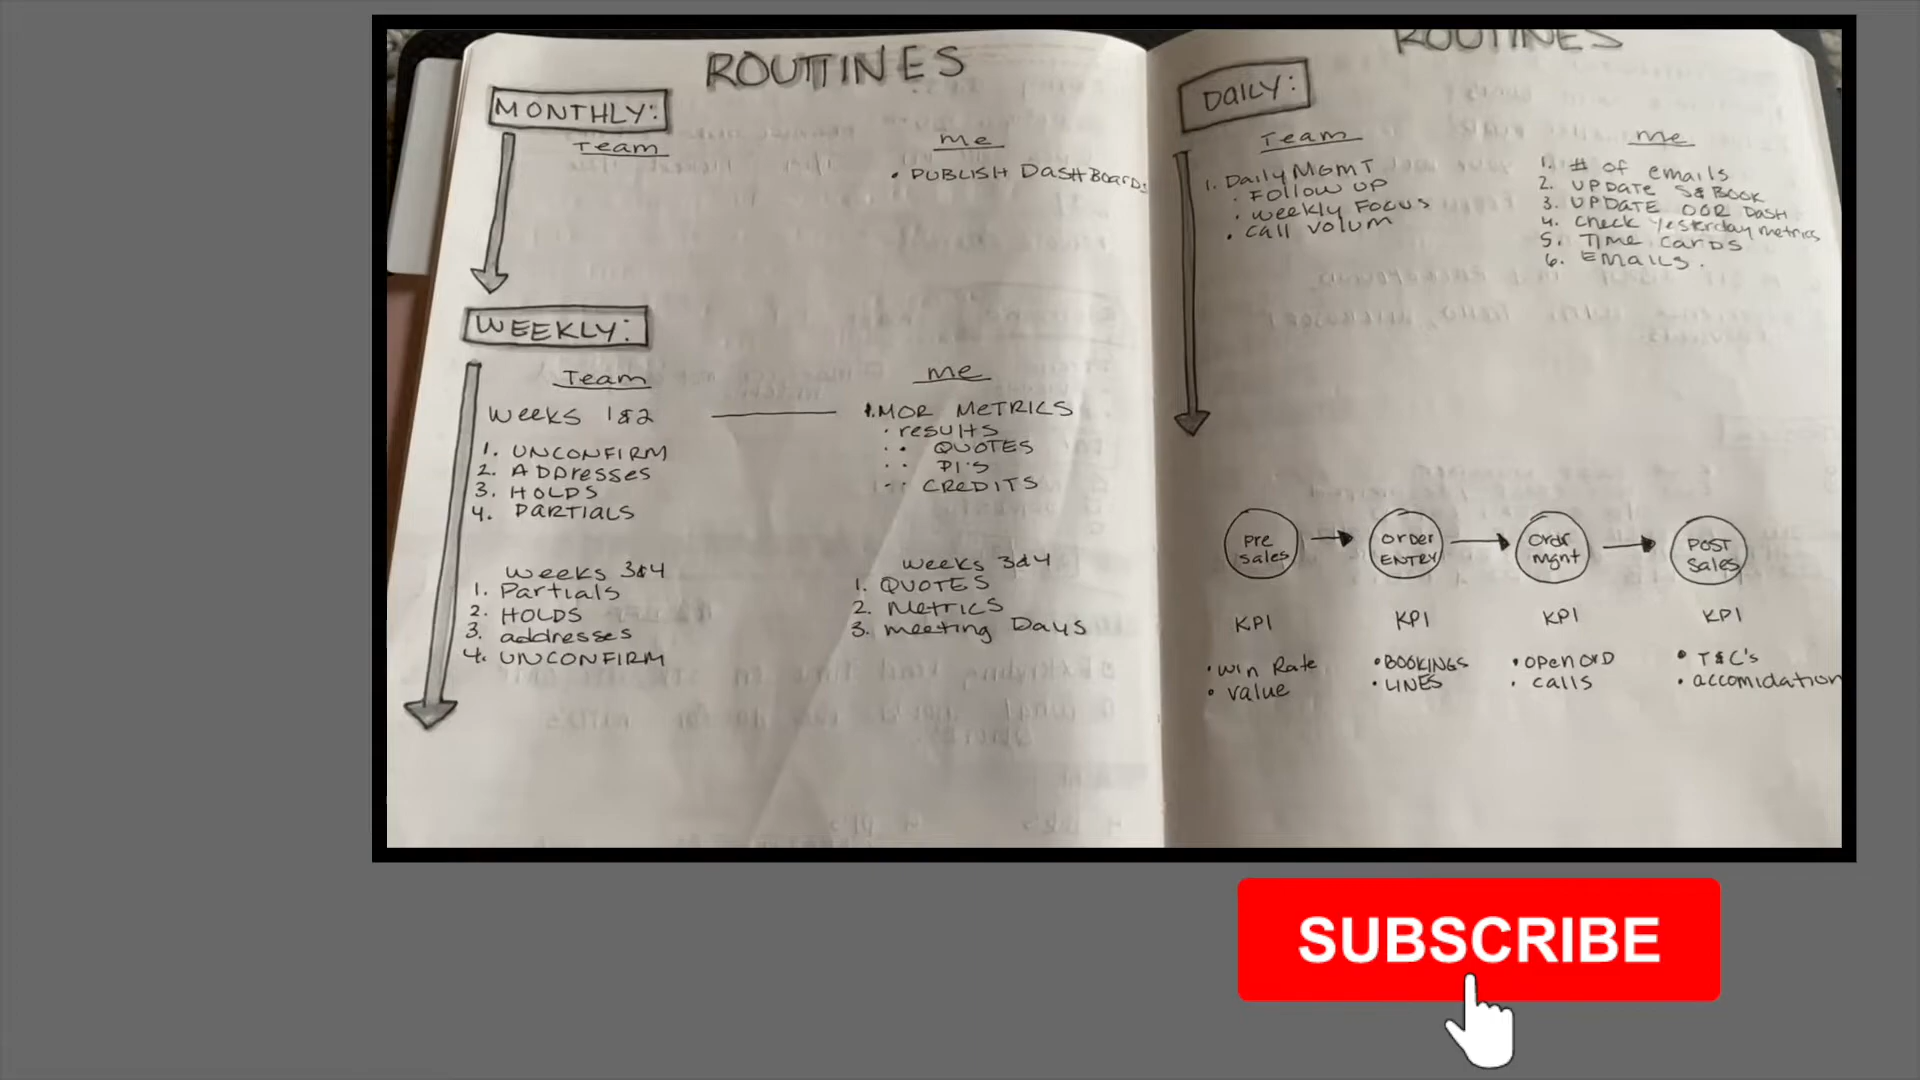 ROUTINES
MONTHLY:
Team
me
• PUBLISH DASHBOARDS
WEEKLY:
Team
me
Weeks 1&2
1. MOR METRICS
• results
•• QUOTES
•• PI'S
•• CREDITS
1. UNCONFIRM
2. ADDresses
3. HOLDS
4. PARTIALS
weeks 3&4
1. Partials
2. HOLDS
3. addresses
4. UNCONFIRM
weeks 3&4
1. QUOTES
2. METRICS
3. meeting Days
ROUTINES
DAILY:
Team
me
1. Daily MGMT
• Follow UP
• weekly Focus
• call volum
1. # of emails
2. UPDATE S&BOOK
3. UPDATE OOR DASH
4. check yesterday metrics
5. TIME CARDS
6. EMAILS.
Pre sales
Order ENTRY
Ordr mgnt
POST Sales
KPI
KPI
KPI
KPI
• win Rate
• value
• BOOKINGS
• LINES
• open ORD
• calls
• T&C's
• accomidation
SUBSCRIBE